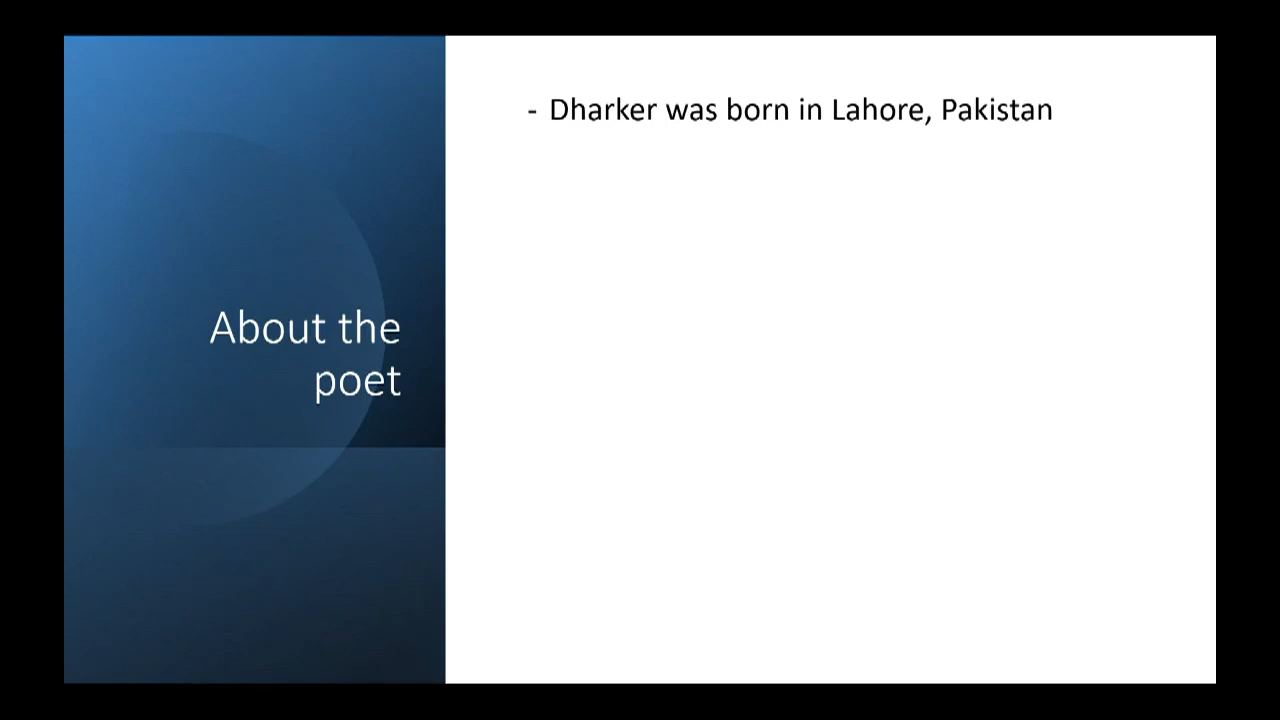 About the
poet
- Dharker was born in Lahore, Pakistan